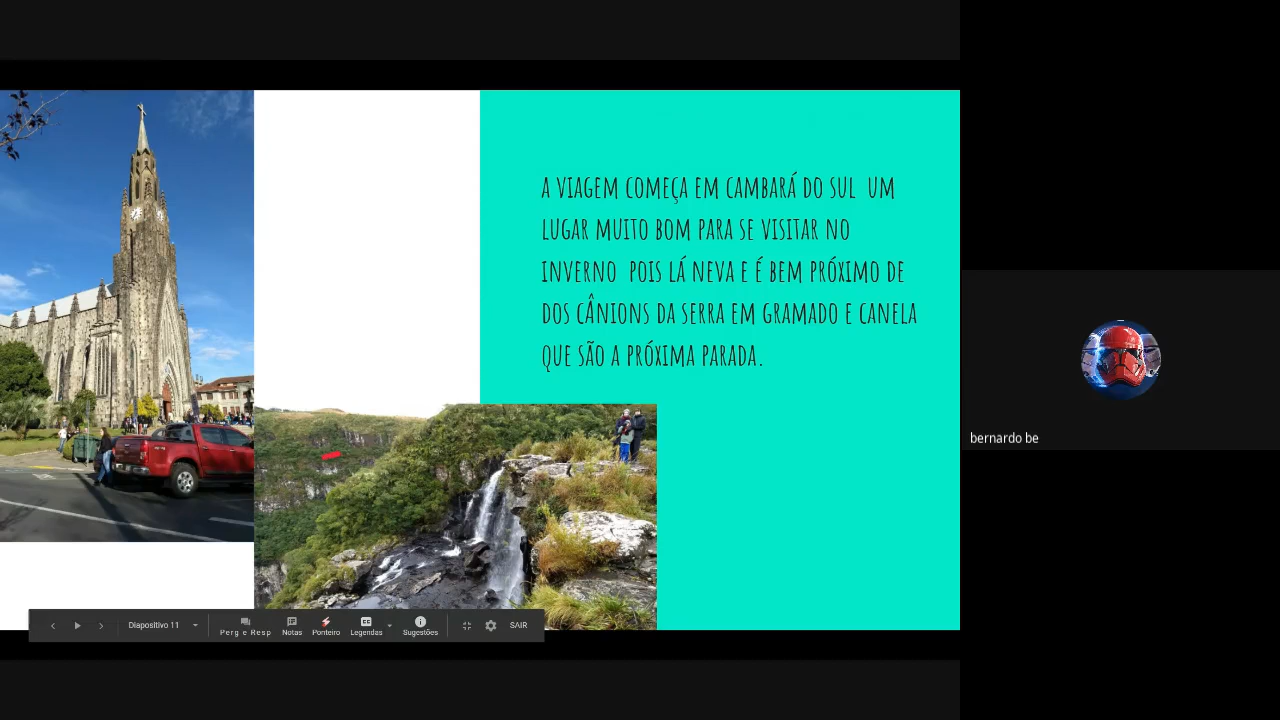 A VIAGEM COMEÇA EM CAMBARÁ DO SUL UM
LUGAR MUITO BOM PARA SE VISITAR NO
INVERNO POIS LÁ NEVA E É BEM PRÓXIMO DE
DOS CÂNIONS DA SERRA EM GRAMADO E CANELA
QUE SÃO A PRÓXIMA PARADA.
bernardo be
Diapositivo 11
Perg e Resp
Notas
Ponteiro
Legendas
Sugestões
SAIR